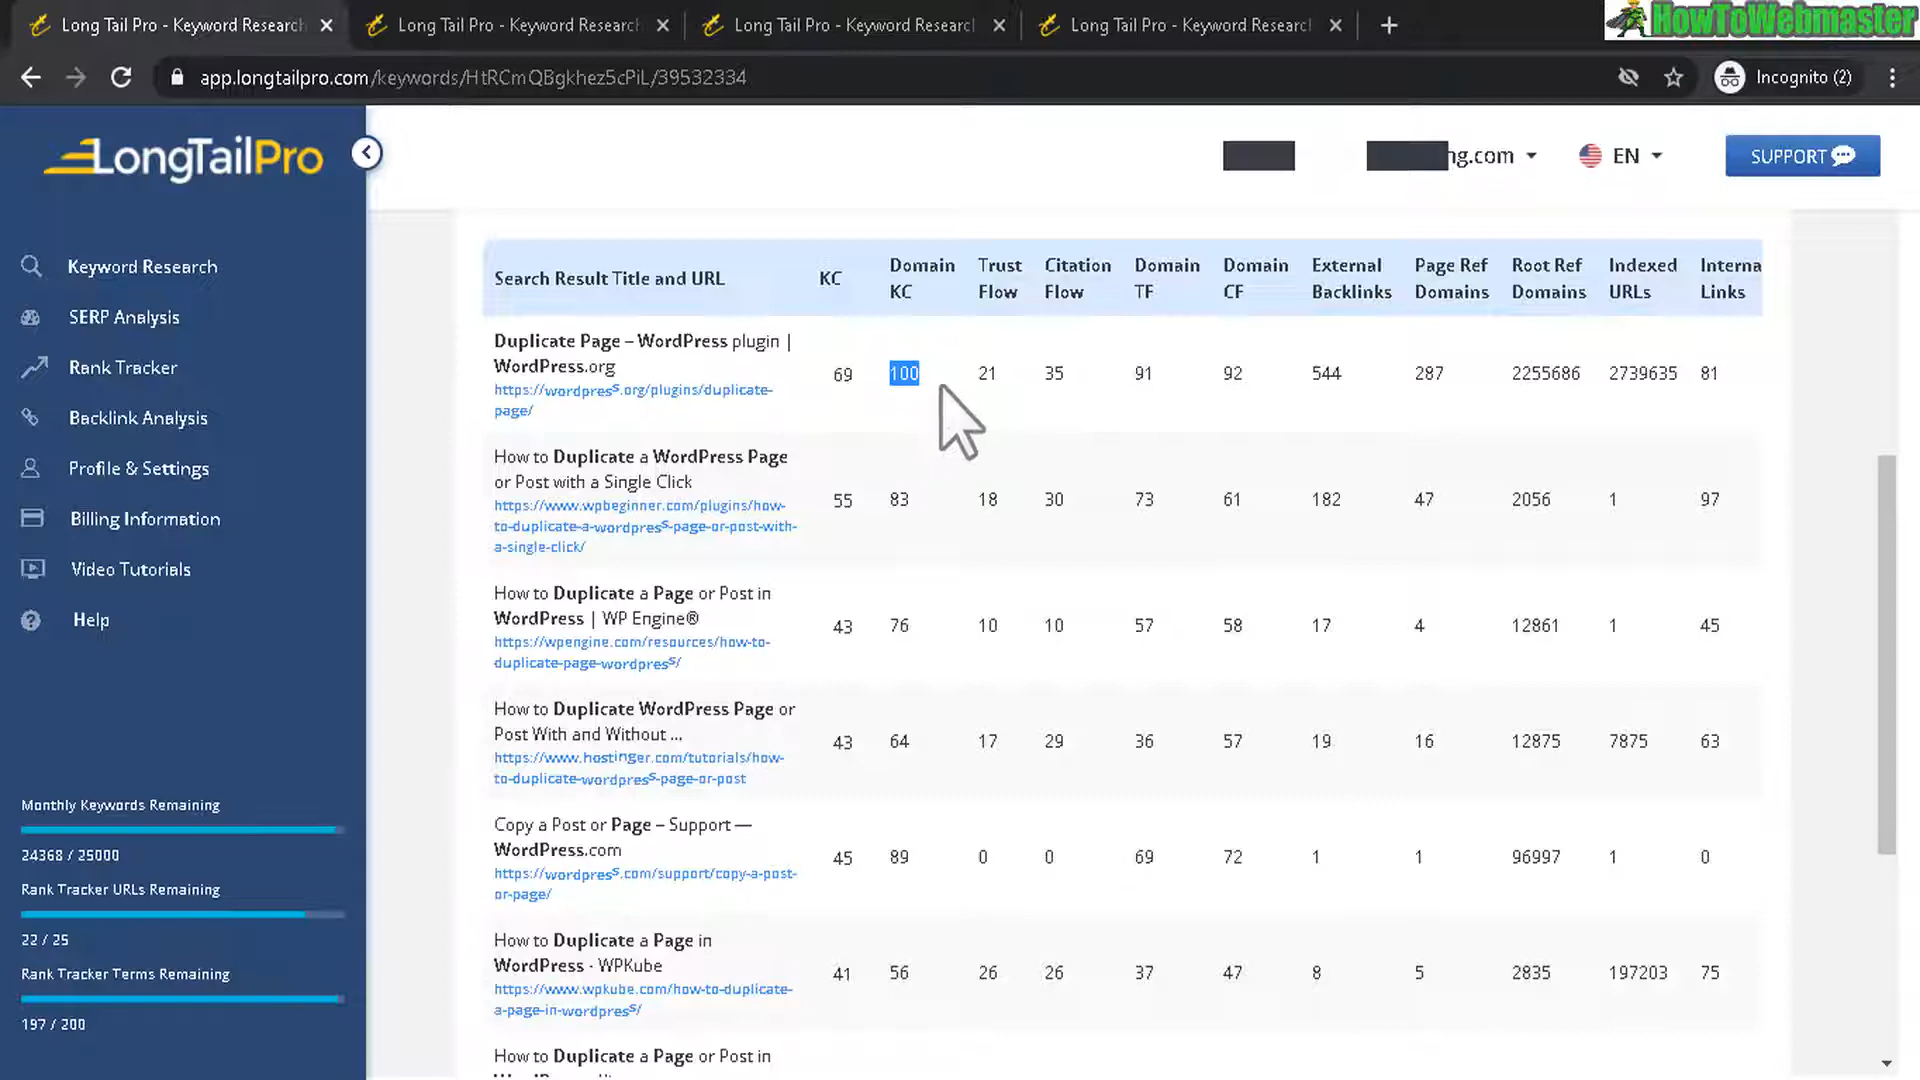 Long Tail Pro - Keyword Research
Long Tail Pro - Keyword Research
Long Tail Pro - Keyword Research
Long Tail Pro - Keyword Research
HowToWebmaster
app.longtailpro.com/keywords/HtRCmQBgkhez5cPiL/39532334
Incognito (2)
LongTailPro
ng.com
EN
SUPPORT
Keyword Research
SERP Analysis
Rank Tracker
Backlink Analysis
Profile & Settings
Billing Information
Video Tutorials
Help
Monthly Keywords Remaining
24368 / 25000
Rank Tracker URLs Remaining
22 / 25
Rank Tracker Terms Remaining
197 / 200
Search Result Title and URL KC Domain KC Trust Flow Citation Flow Domain TF Domain CF External Backlinks Page Ref Domains Root Ref Domains Indexed URLs Interna Links
Duplicate Page – WordPress plugin |
WordPress.org
https://wordpress.org/plugins/duplicate-
page/
69 100 21 35 91 92 544 287 2255686 2739635 81
How to Duplicate a WordPress Page
or Post with a Single Click
https://www.wpbeginner.com/plugins/how-
to-duplicate-a-wordpress-page-or-post-with-
a-single-click/
55 83 18 30 73 61 182 47 2056 1 97
How to Duplicate a Page or Post in
WordPress | WP Engine®
https://wpengine.com/resources/how-to-
duplicate-page-wordpress/
43 76 10 10 57 58 17 4 12861 1 45
How to Duplicate WordPress Page or
Post With and Without ...
https://www.hostinger.com/tutorials/how-
to-duplicate-wordpress-page-or-post
43 64 17 29 36 57 19 16 12875 7875 63
Copy a Post or Page – Support —
WordPress.com
https://wordpress.com/support/copy-a-post-
or-page/
45 89 0 0 69 72 1 1 96997 1 0
How to Duplicate a Page in
WordPress - WPKube
https://www.wpkube.com/how-to-duplicate-
a-page-in-wordpress/
41 56 26 26 37 47 8 5 2835 197203 75
How to Duplicate a Page or Post in